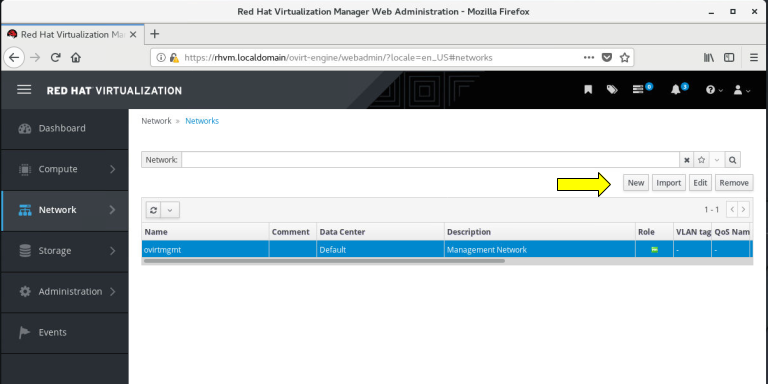 Red Hat Virtualization Manager Web Administration - Mozilla Firefox
Red Hat Virtualization Ma
https://rhvm.localdomain/ovirt-engine/webadmin/?locale=en_US#networks
RED HAT VIRTUALIZATION
Dashboard
Compute
Network
Storage
Administration
Events
Network » Networks
Network:
New Import Edit Remove
1 - 1
Name Comment Data Center Description Role VLAN tag QoS Nam
ovirtmgmt Default Management Network - -